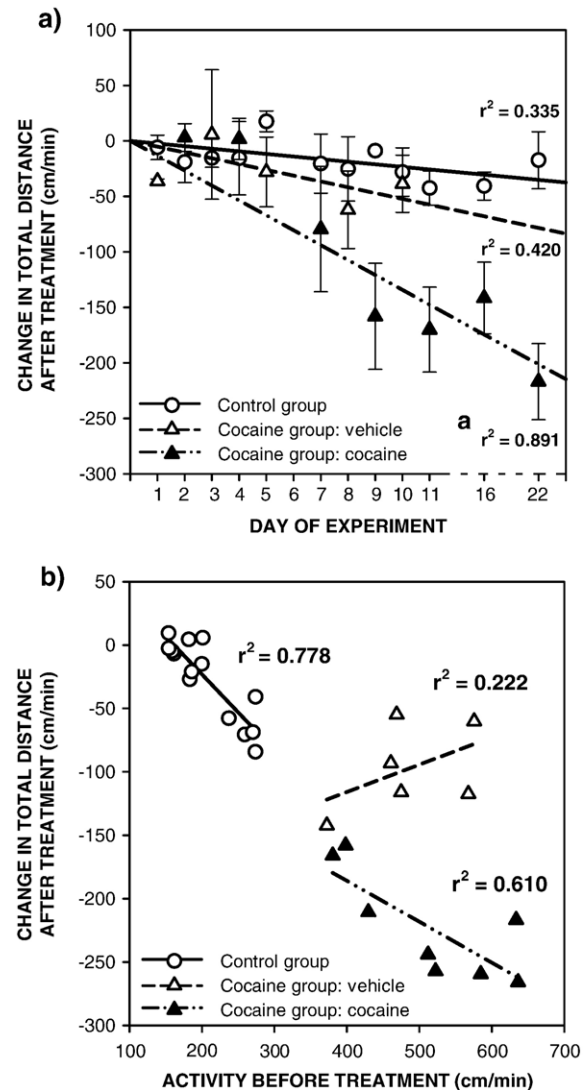 a)
100
50
0
-50
-100
-150
-200
-250
-300
CHANGE IN TOTAL DISTANCE
AFTER TREATMENT (cm/min)
r² = 0.335
r² = 0.420
a
r² = 0.891
Control group
Cocaine group: vehicle
Cocaine group: cocaine
1 2 3 4 5 7 8 9 10 11 16 22
DAY OF EXPERIMENT
b)
50
0
-50
-100
-150
-200
-250
-300
CHANGE IN TOTAL DISTANCE
AFTER TREATMENT (cm/min)
r² = 0.778
r² = 0.222
r² = 0.610
Control group
Cocaine group: vehicle
Cocaine group: cocaine
100 200 300 400 500 600 700
ACTIVITY BEFORE TREATMENT (cm/min)